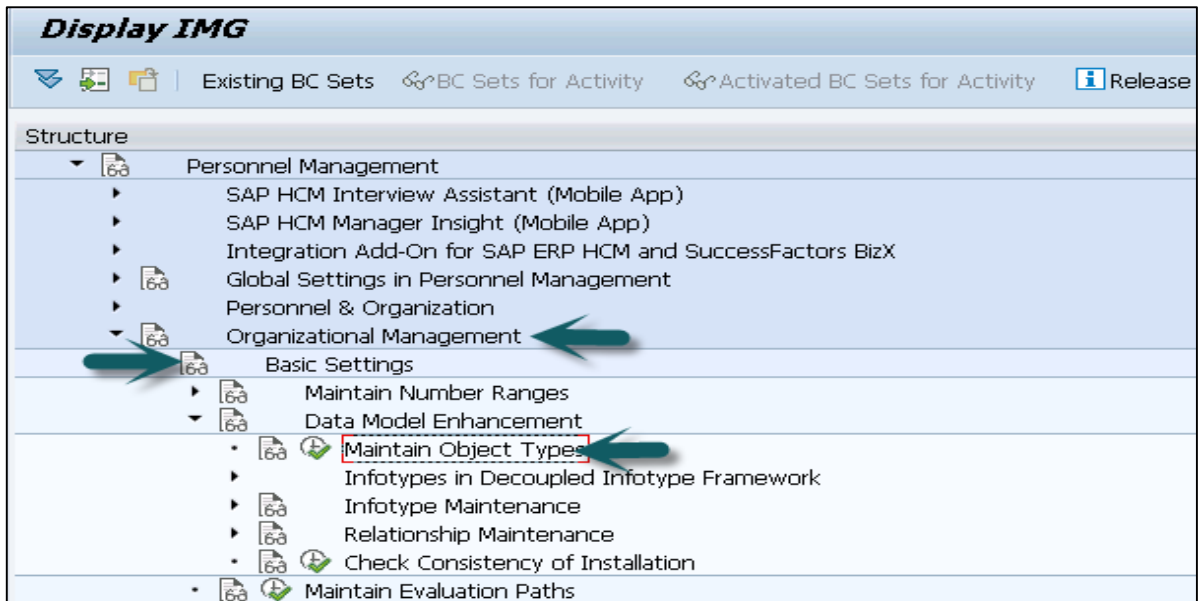 Display IMG
Existing BC Sets BC Sets for Activity Activated BC Sets for Activity Release
Structure
Personnel Management
SAP HCM Interview Assistant (Mobile App)
SAP HCM Manager Insight (Mobile App)
Integration Add-On for SAP ERP HCM and SuccessFactors BizX
Global Settings in Personnel Management
Personnel & Organization
Organizational Management
Basic Settings
Maintain Number Ranges
Data Model Enhancement
Maintain Object Types
Infotypes in Decoupled Infotype Framework
Infotype Maintenance
Relationship Maintenance
Check Consistency of Installation
Maintain Evaluation Paths